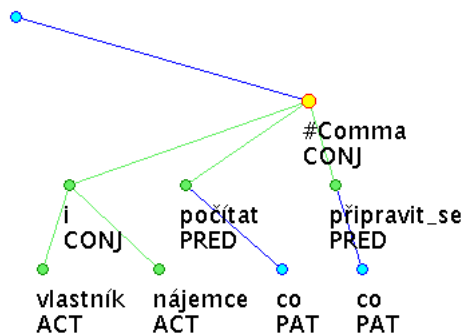 #Comma
CONJ
i
CONJ
počítat
PRED
připravit_se
PRED
vlastník
ACT
nájemce
ACT
co
PAT
co
PAT